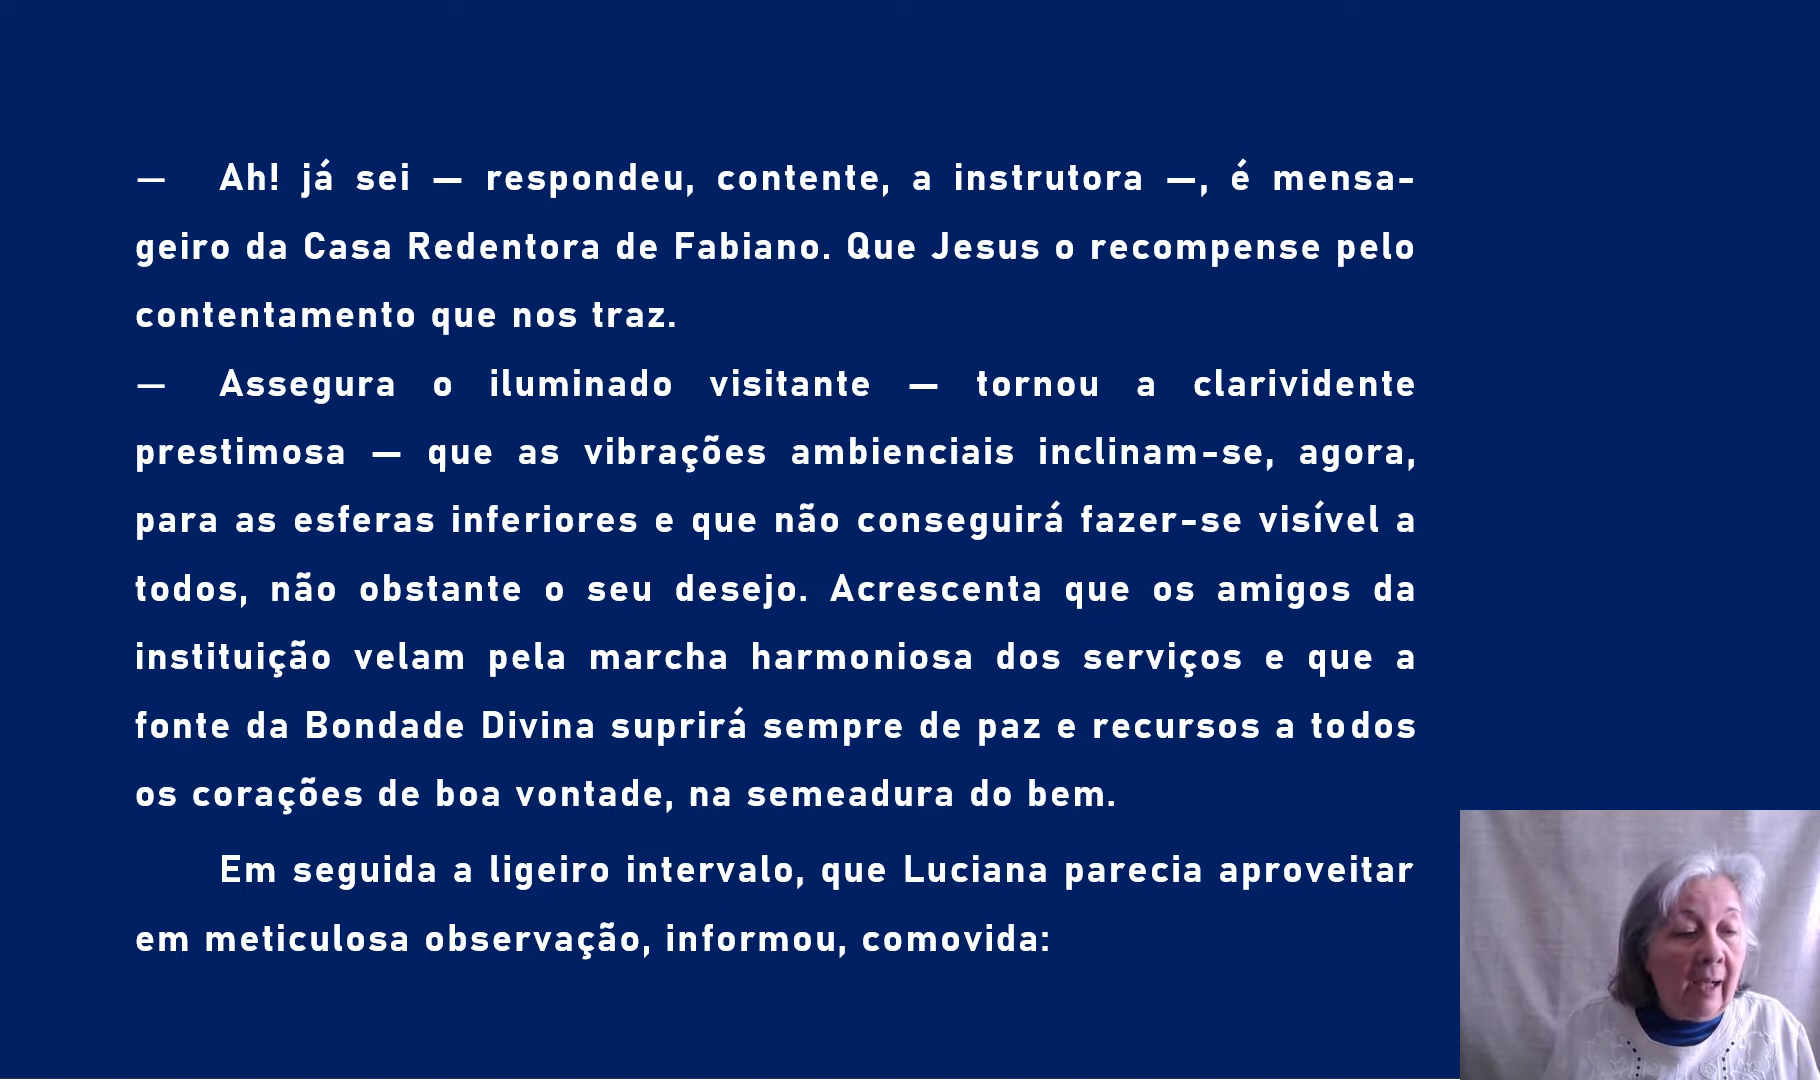 — Ah! já sei — respondeu, contente, a instrutora —, é mensa-
geiro da Casa Redentora de Fabiano. Que Jesus o recompense pelo
contentamento que nos traz.
— Assegura o iluminado visitante — tornou a clarividente
prestimosa — que as vibrações ambienciais inclinam-se, agora,
para as esferas inferiores e que não conseguirá fazer-se visível a
todos, não obstante o seu desejo. Acrescenta que os amigos da
instituição velam pela marcha harmoniosa dos serviços e que a
fonte da Bondade Divina suprirá sempre de paz e recursos a todos
os corações de boa vontade, na semeadura do bem.
Em seguida a ligeiro intervalo, que Luciana parecia aproveitar
em meticulosa observação, informou, comovida: